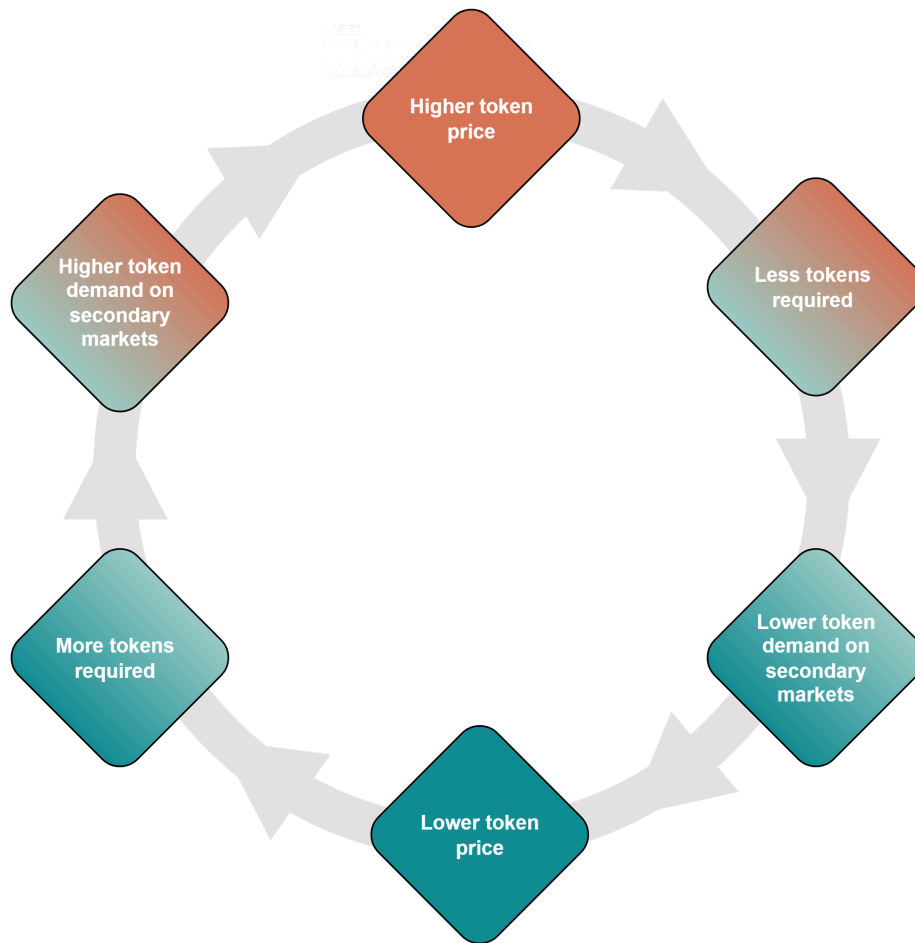 Higher token
price
Less tokens
required
Lower token
demand on
secondary
markets
Lower token
price
More tokens
required
Higher token
demand on
secondary
markets